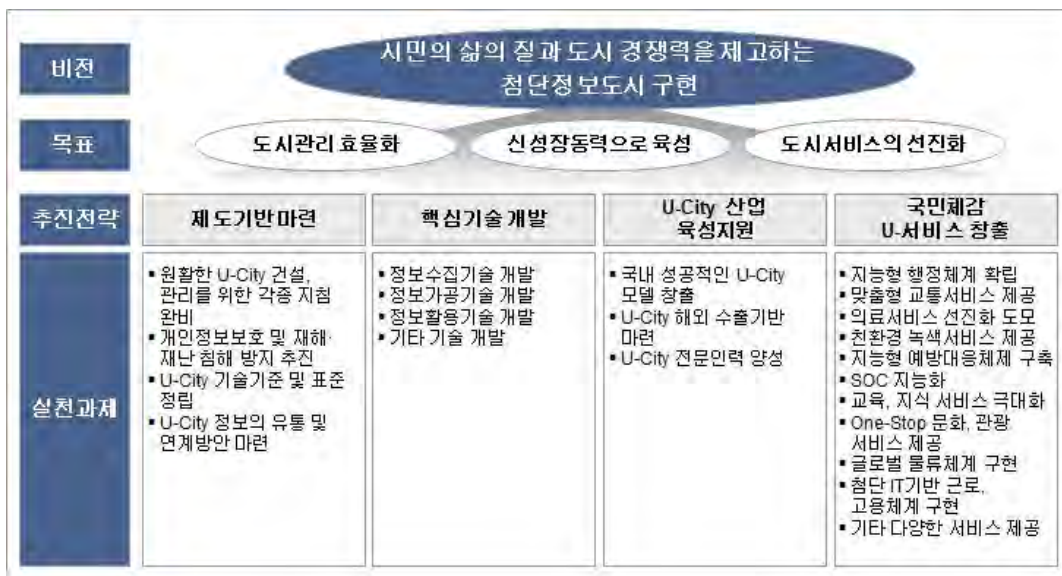 비전
시민의 삶의 질과 도시 경쟁력을 제고하는
첨단정보도시 구현
목표
도시관리 효율화
신성장동력으로 육성
도시서비스의 선진화
추진전략
제도기반 마련
핵심기술 개발
U-City 산업
육성지원
국민체감
U-서비스 창출
실천과제
▪ 원활한 U-City 건설,
관리를 위한 각종 지침
완비
▪ 개인정보보호 및 재해·
재난 침해 방지 추진
▪ U-City 기술기준 및 표준
정립
▪ U-City 정보의 유통 및
연계방안 마련
▪ 정보수집기술 개발
▪ 정보가공기술 개발
▪ 정보활용기술 개발
▪ 기타 기술 개발
▪ 국내 성공적인 U-City
모델 창출
▪ U-City 해외 수출기반
마련
▪ U-City 전문인력 양성
▪ 지능형 행정체계 확립
▪ 맞춤형 교통서비스 제공
▪ 의료서비스 선진화 도모
▪ 친환경 녹색서비스 제공
▪ 지능형 예방대응체제 구축
▪ SOC 지능화
▪ 교육, 지식 서비스 극대화
▪ One-Stop 문화, 관광
서비스 제공
▪ 글로벌 물류체계 구현
▪ 첨단 IT기반 근로,
고용체계 구현
▪ 기타 다양한 서비스 제공